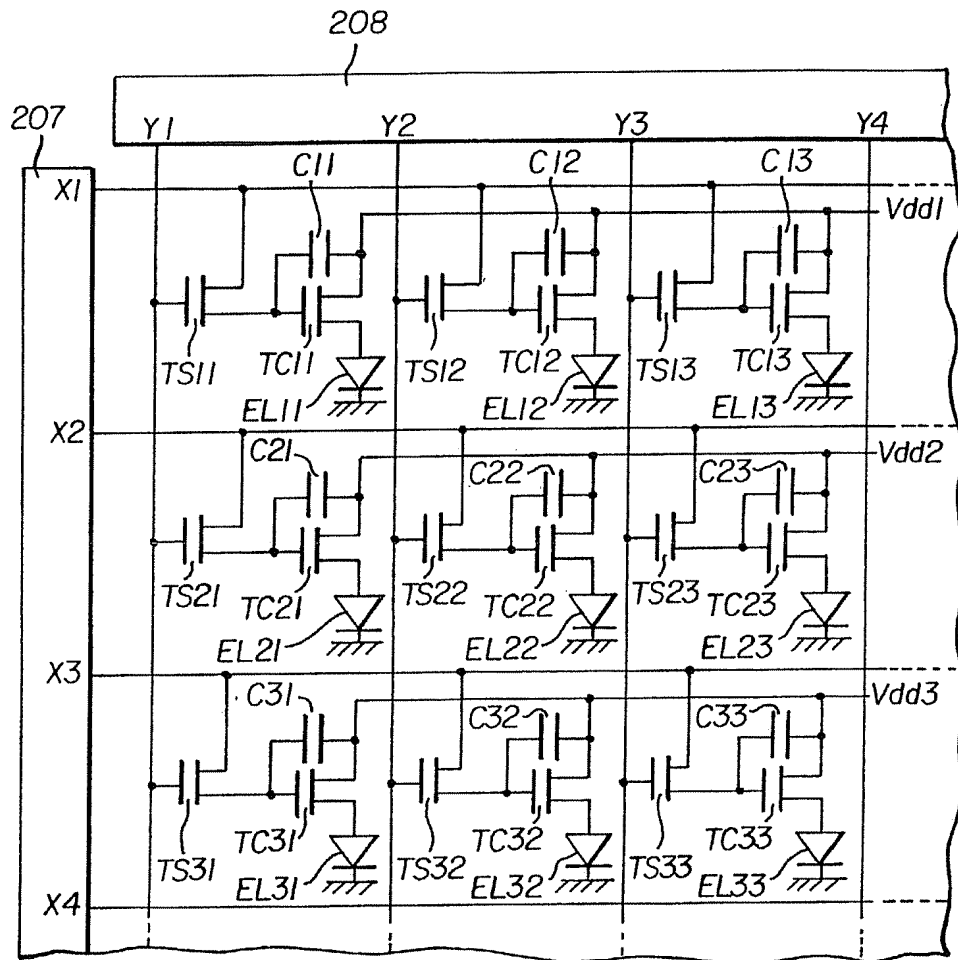 208
207
Y1 Y2 Y3 Y4
C11 C12 C13
X1
Vdd1
TS11 TC11 TS12 TC12 TS13 TC13
EL11 EL12 EL13
X2
C21 C22 C23 Vdd2
TS21 TC21 TS22 TC22 TS23 TC23
EL21 EL22 EL23
X3
C31 C32 C33 Vdd3
TS31 TC31 TS32 TC32 TS33 TC33
EL31 EL32 EL33
X4